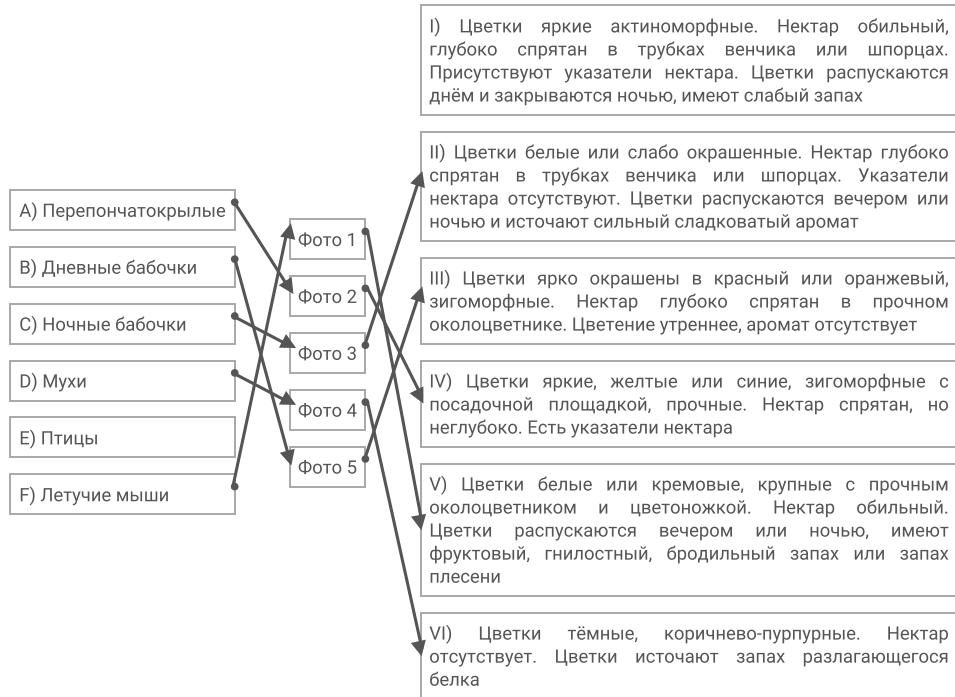 A) Перепончатокрылые
B) Дневные бабочки
C) Ночные бабочки
D) Мухи
E) Птицы
F) Летучие мыши
Фото 1
Фото 2
Фото 3
Фото 4
Фото 5
I) Цветки яркие актиноморфные. Нектар обильный,
глубоко спрятан в трубках венчика или шпорцах.
Присутствуют указатели нектара. Цветки распускаются
днём и закрываются ночью, имеют слабый запах
II) Цветки белые или слабо окрашенные. Нектар глубоко
спрятан в трубках венчика или шпорцах. Указатели
нектара отсутствуют. Цветки распускаются вечером или
ночью и источают сильный сладковатый аромат
III) Цветки ярко окрашены в красный или оранжевый,
зигоморфные. Нектар глубоко спрятан в прочном
околоцветнике. Цветение утреннее, аромат отсутствует
IV) Цветки яркие, желтые или синие, зигоморфные с
посадочной площадкой, прочные. Нектар спрятан, но
неглубоко. Есть указатели нектара
V) Цветки белые или кремовые, крупные с прочным
околоцветником и цветоножкой. Нектар обильный.
Цветки распускаются вечером или ночью, имеют
фруктовый, гнилостный, бродильный запах или запах
плесени
VI) Цветки тёмные, коричнево-пурпурные. Нектар
отсутствует. Цветки источают запах разлагающегося
белка